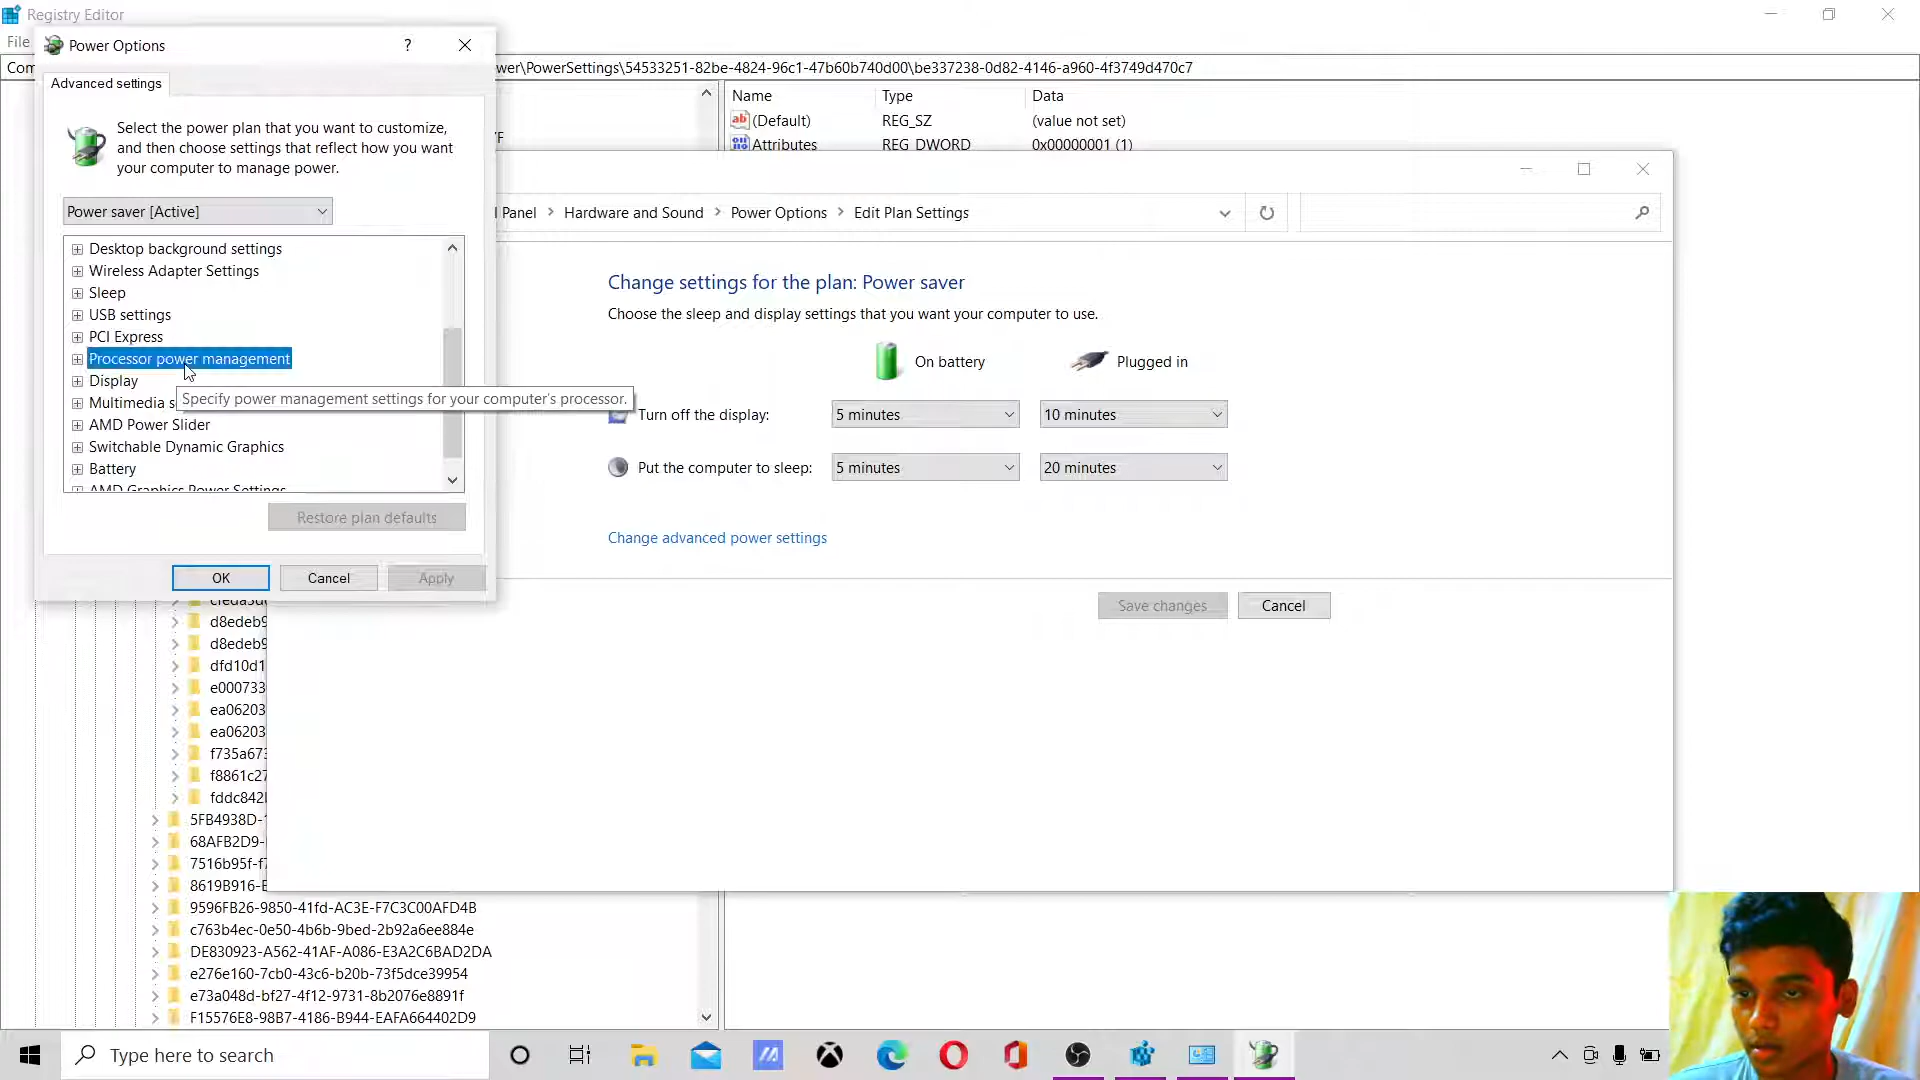 Registry Editor
File
Power Options
?
Com
wer\PowerSettings\54533251-82be-4824-96c1-47b60b740d00\be337238-0d82-4146-a960-4f3749d470c7
Advanced settings
Name Type Data
ab (Default) REG_SZ (value not set)
Attributes REG_DWORD 0x00000001 (1)
Select the power plan that you want to customize,
and then choose settings that reflect how you want
your computer to manage power.
Power saver [Active]
l Panel > Hardware and Sound > Power Options > Edit Plan Settings
Desktop background settings
Wireless Adapter Settings
Sleep
USB settings
PCI Express
Processor power management
Display
Multimedia s
Specify power management settings for your computer's processor.
AMD Power Slider
Switchable Dynamic Graphics
Battery
AMD Graphics Power Settings
Restore plan defaults
OK
Cancel
Apply
Change settings for the plan: Power saver
Choose the sleep and display settings that you want your computer to use.
On battery
Plugged in
Turn off the display: 5 minutes 10 minutes
Put the computer to sleep: 5 minutes 20 minutes
Change advanced power settings
Save changes
Cancel
d8edeb9
d8edeb9
dfd10d1
e000733
ea06203
ea06203
f735a673
f8861c27
fddc842
5FB4938D-1
68AFB2D9-
7516b95f-f7
8619B916-E
9596FB26-9850-41fd-AC3E-F7C3C00AFD4B
c763b4ec-0e50-4b6b-9bed-2b92a6ee884e
DE830923-A562-41AF-A086-E3A2C6BAD2DA
e276e160-7cb0-43c6-b20b-73f5dce39954
e73a048d-bf27-4f12-9731-8b2076e8891f
F15576E8-98B7-4186-B944-EAFA664402D9
Type here to search